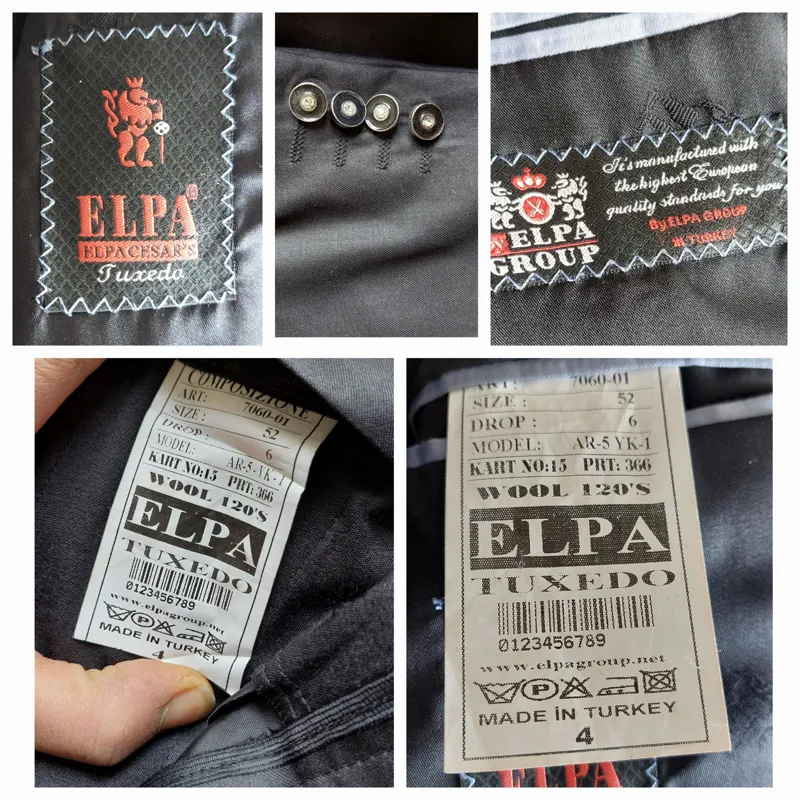 ELPA®
ELPA CESAR'S
Tuxedo
It's manufactured with
the highest European
quality standards for you
By ELPA GROUP
IN TURKEY
BY ELPA
GROUP
COMPOSIZIONE
ART: 7060-01
SIZE : 52
DROP : 6
MODEL: AR-5-YK-1
KART NO:15 PRT: 366
WOOL 120'S
ELPA
TUXEDO
0123456789
www.elpagroup.net
MADE İN TURKEY
4
ART: 7060-01
SIZE : 52
DROP : 6
MODEL: AR-5 YK-1
KART NO:15 PRT: 366
WOOL 120'S
ELPA
TUXEDO
0123456789
www.elpagroup.net
MADE İN TURKEY
4
ELPA